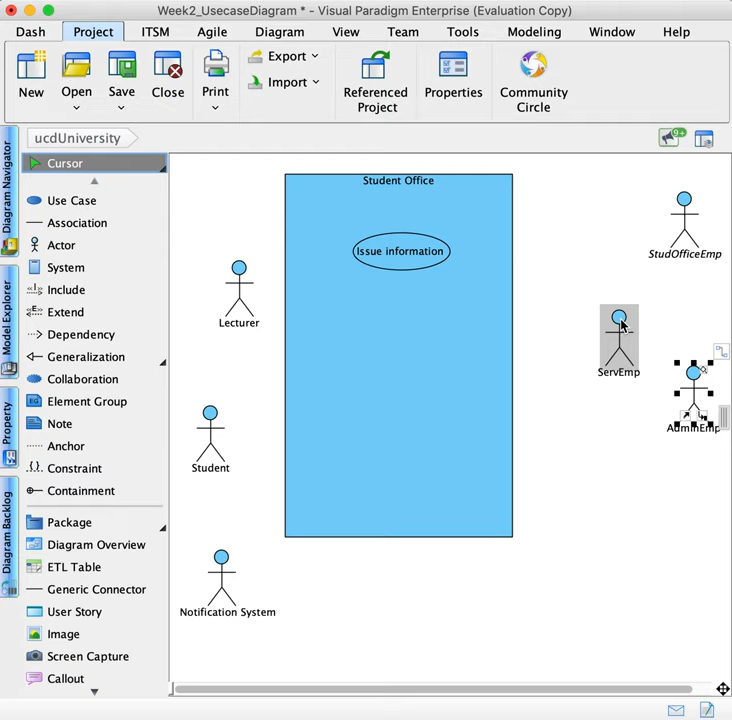 Week2_UsecaseDiagram * - Visual Paradigm Enterprise (Evaluation Copy)
Dash Project ITSM Agile Diagram View Team Tools Modeling Window Help
New Open Save Close Print Export Import Referenced Project Properties Community Circle
ucdUniversity
9+
Diagram Navigator
Model Explorer
Property
Diagram Backlog
Cursor
Use Case
Association
Actor
System
Include
Extend
Dependency
Generalization
Collaboration
EG Element Group
Note
Anchor
Constraint
Containment
Package
Diagram Overview
ETL Table
Generic Connector
User Story
Image
Screen Capture
Callout
Student Office
Issue information
Lecturer
Student
Notification System
StudOfficeEmp
ServEmp
AdminEmp